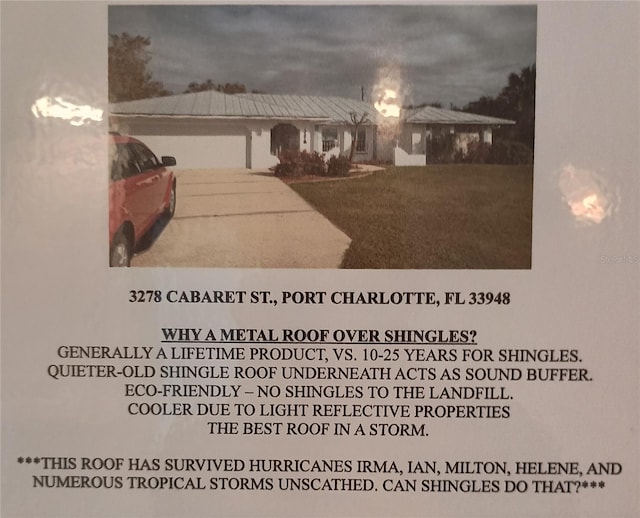 3278 CABARET ST., PORT CHARLOTTE, FL 33948
WHY A METAL ROOF OVER SHINGLES?
GENERALLY A LIFETIME PRODUCT, VS. 10-25 YEARS FOR SHINGLES.
QUIETER-OLD SHINGLE ROOF UNDERNEATH ACTS AS SOUND BUFFER.
ECO-FRIENDLY – NO SHINGLES TO THE LANDFILL.
COOLER DUE TO LIGHT REFLECTIVE PROPERTIES
THE BEST ROOF IN A STORM.
***THIS ROOF HAS SURVIVED HURRICANES IRMA, IAN, MILTON, HELENE, AND
NUMEROUS TROPICAL STORMS UNSCATHED. CAN SHINGLES DO THAT?***